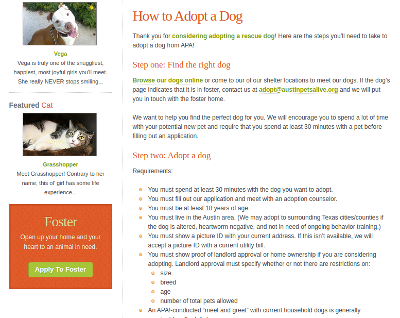 Vega
Vega is truly one of the snuggliest,
happiest, most joyful girls you'll meet.
She really NEVER stops smiling...
Featured Cat
Grasshopper
Meet Grasshopper! Contrary to her
name, this ol' girl has some life
experience.
Foster
Open up your home and your
heart to an animal in need.
Apply To Foster
How to Adopt a Dog
Thank you for considering adopting a rescue dog! Here are the steps you'll need to take to
adopt a dog from APA!
Step one: Find the right dog
Browse our dogs online or come to our of our shelter locations to meet our dogs. If the dog's
page indicates that it is in foster, contact us at adopt@austinpetsalive.org and we will put
you in touch with the foster home.
We want to help you find the perfect dog for you. We will encourage you to spend a lot of time
with your potential new pet and require that you spend at least 30 minutes with a pet before
filling out an application.
Step two: Adopt a dog
Requirements:
You must spend at least 30 minutes with the dog you want to adopt.
You must fill out our application and meet with an adoption counselor.
You must be at least 18 years of age
You must live in the Austin area. (We may adopt to surrounding Texas cities/counties if
the dog is altered, heartworm negative, and not in need of ongoing behavior training.)
You must show a picture ID with your current address. If this isn't available, we will
accept a picture ID with a current utility bill.
You must show proof of landlord approval or home ownership if you are considering
adopting. Landlord approval must specify whether or not there are restrictions on:
size
breed
age
number of total pets allowed
An APA!-conducted "meet and greet" with current household dogs is generally